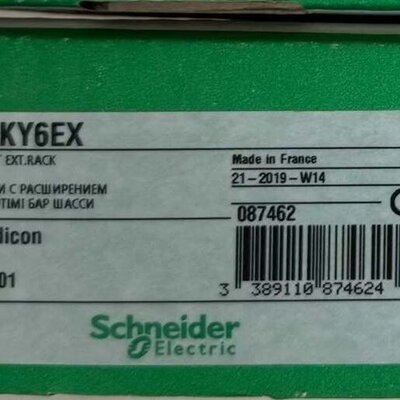 KY6EX
EXT.RACK
Made in France
21-2019-W14
И С РАСШИРЕНИЕМ
ТІМІ БАР ШАССИ
087462
dicon
01
3 389110 874624
Schneider
Electric